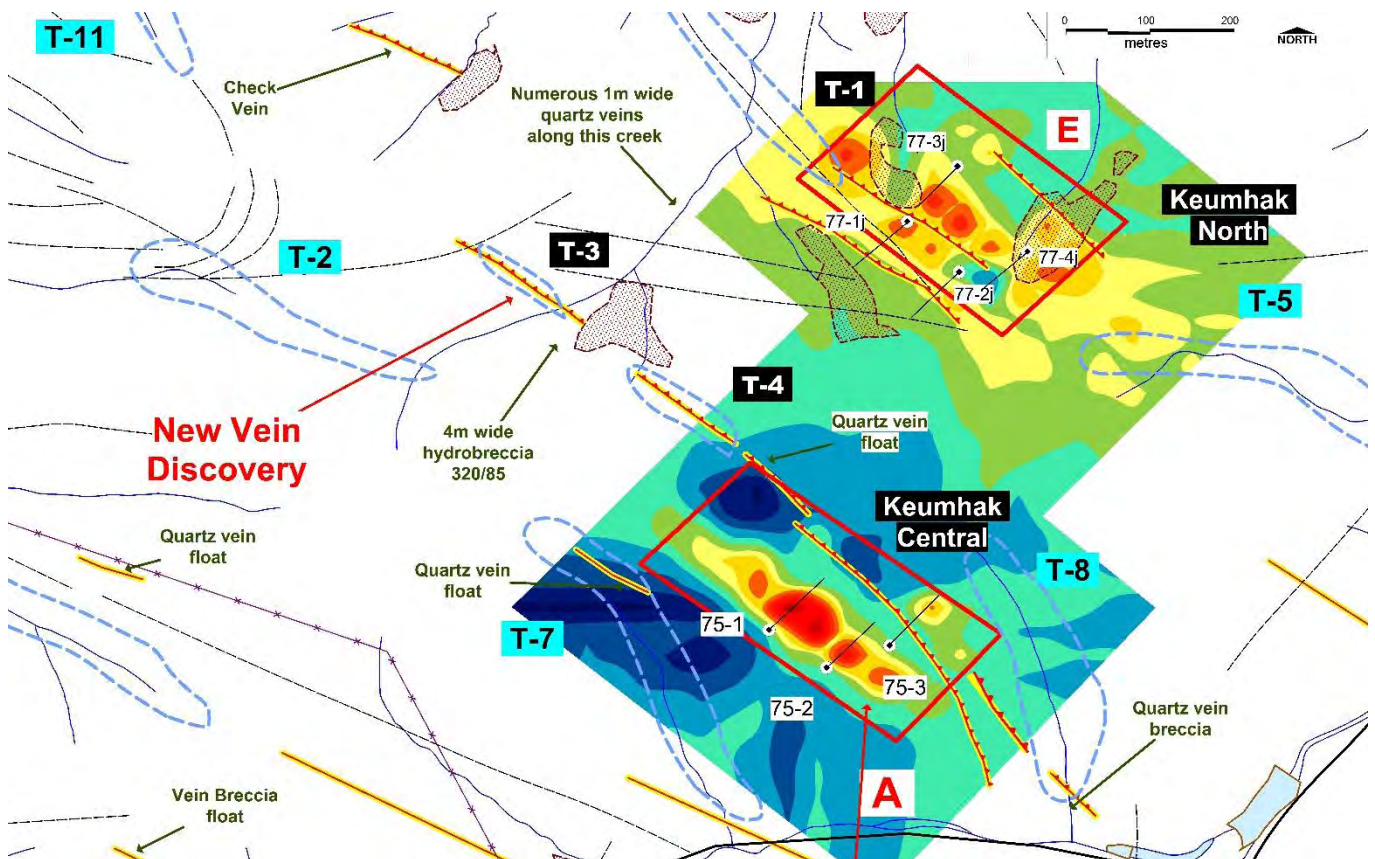 T-11
0 100 200
metres
NORTH
Check
Vein
Numerous 1m wide
quartz veins
along this creek
T-1
E
77-3j
Keumhak
North
77-1j
77-4j
77-2j
T-2
T-3
T-5
New Vein
Discovery
4m wide
hydrobreccia
320/85
T-4
Quartz vein
float
Keumhak
Central
Quartz vein
float
Quartz vein
float
T-8
T-7
75-1
75-3
75-2
Quartz vein
breccia
A
Vein Breccia
float